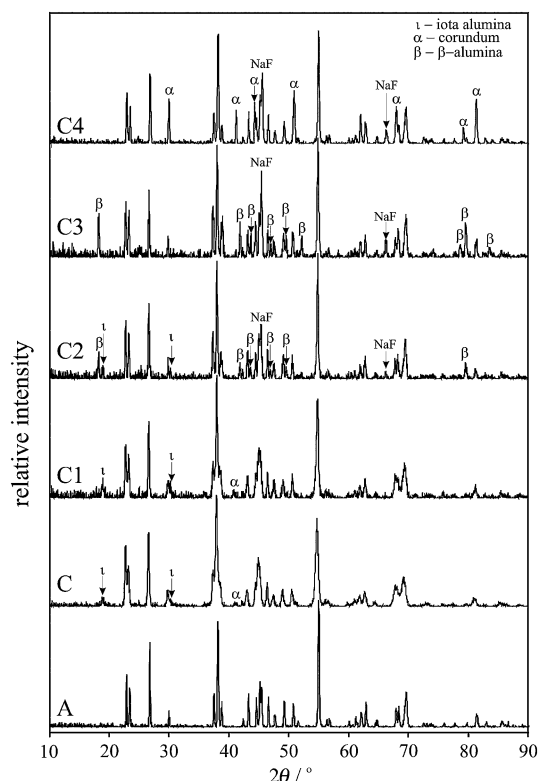 ι – iota alumina
α – corundum
β – β–alumina
C4 α α α NaF α NaF α α α
C3 β β β NaF β β β NaF β β β
C2 β ι ι β β NaF β β NaF β
C1 ι ι α
C ι ι α
A
relative intensity
10 20 30 40 50 60 70 80 90
2θ / °